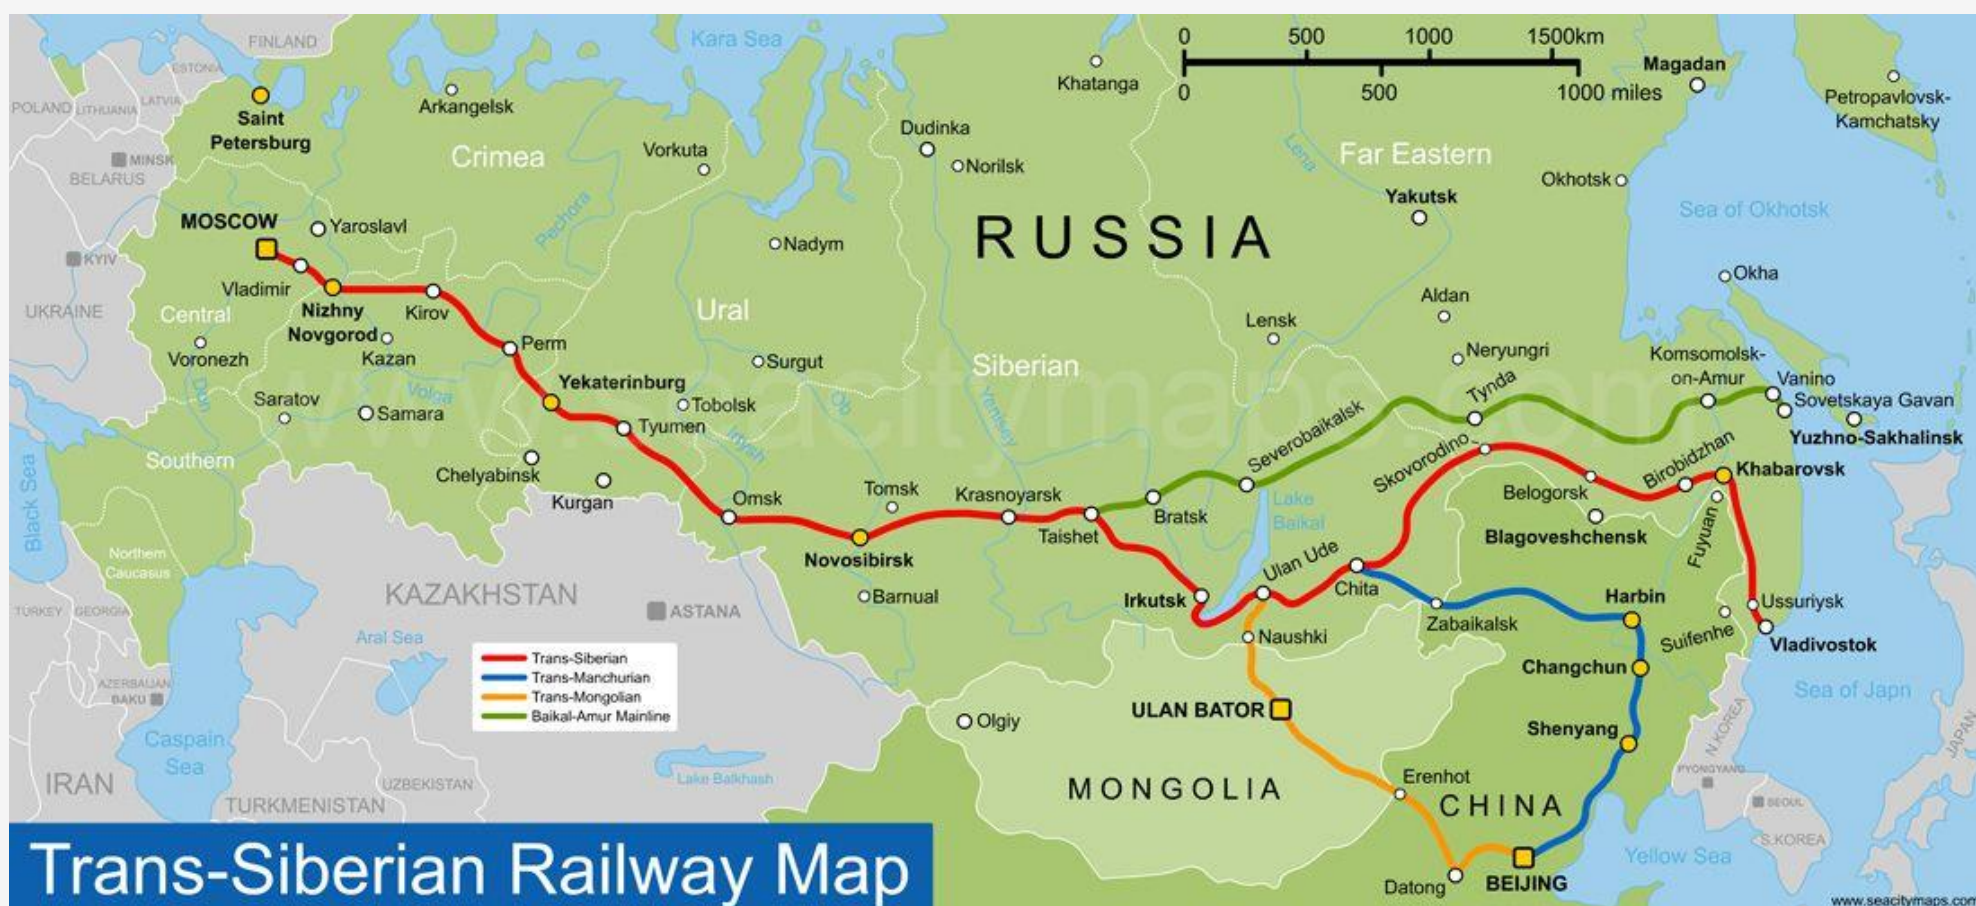 FINLAND
Kara Sea
0 500 1000 1500km
0 500 1000 miles
Khatanga
Magadan
Petropavlovsk-
Kamchatsky
ESTONIA
LATVIA
LITHUANIA
POLAND
Saint
Petersburg
Arkangelsk
Crimea
Vorkuta
Dudinka
Norilsk
Lena
Far Eastern
Okhotsk
Yakutsk
Sea of Okhotsk
MINSK
BELARUS
MOSCOW
Yaroslavl
Pechora
Nadym
RUSSIA
KYIV
UKRAINE
Okha
Vladimir
Central
Nizhny
Novgorod
Kirov
Ural
Aldan
Lensk
Voronezh
Kazan
Perm
Surgut
Siberian
Neryungri
Komsomolsk-
on-Amur
Vanino
www.seacitymaps.com
Don
Saratov
Volga
Samara
Yekaterinburg
Tobolsk
Tyumen
Ob
Yenisey
Severobaikalsk
Tynda
Sovetskaya Gavan
Yuzhno-Sakhalinsk
Southern
Black Sea
Chelyabinsk
Kurgan
Irtysh
Omsk
Tomsk
Krasnoyarsk
Taishet
Bratsk
Lake
Baikal
Skovorodino
Belogorsk
Birobidzhan
Khabarovsk
Blagoveshchensk
Fuyuan
Northern
Caucasus
Novosibirsk
Barnual
Irkutsk
Ulan Ude
Chita
Zabaikalsk
Harbin
Suifenhe
Ussuriysk
Vladivostok
TURKEY
GEORGIA
KAZAKHSTAN
ASTANA
Aral Sea
Naushki
Changchun
Trans-Siberian
Trans-Manchurian
Trans-Mongolian
Baikal-Amur Mainline
AZERBAIJAN
BAKU
Olgiy
ULAN BATOR
Shenyang
Sea of Japn
Caspain
Sea
IRAN
TURKMENISTAN
UZBEKISTAN
Lake Balkhash
MONGOLIA
Erenhot
CHINA
N.KOREA
PYONGYANG
SEOUL
S.KOREA
JAPAN
Yellow Sea
Datong
BEIJING
Trans-Siberian Railway Map
www.seacitymaps.com